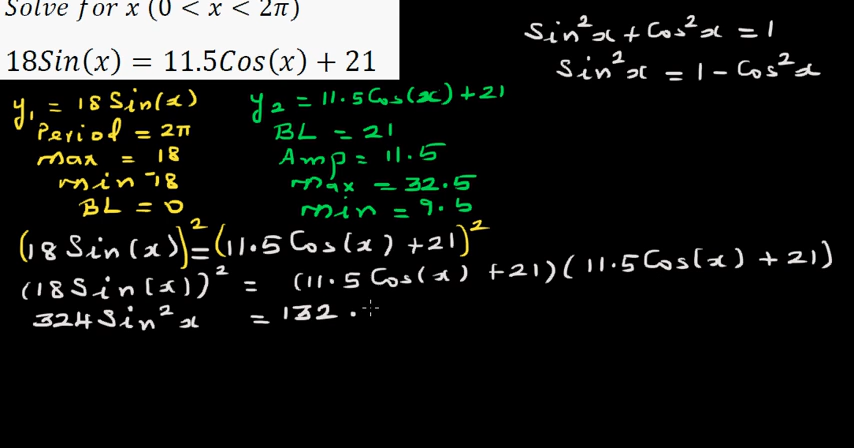 Solve for x (0 < x < 2π)
18Sin(x) = 11.5Cos(x) + 21
Sin²x + Cos²x = 1
Sin²x = 1 - Cos²x
y₁ = 18 Sin(x)
Period = 2π
max = 18
min -18
BL = 0
y₂ = 11.5 Cos(x) + 21
BL = 21
Amp = 11.5
max = 32.5
min = 9.5
(18 Sin(x))² = (11.5 Cos(x) + 21)²
(18 Sin(x))² = (11.5 Cos(x) + 21)(11.5 Cos(x) + 21)
324 Sin²x = 132.